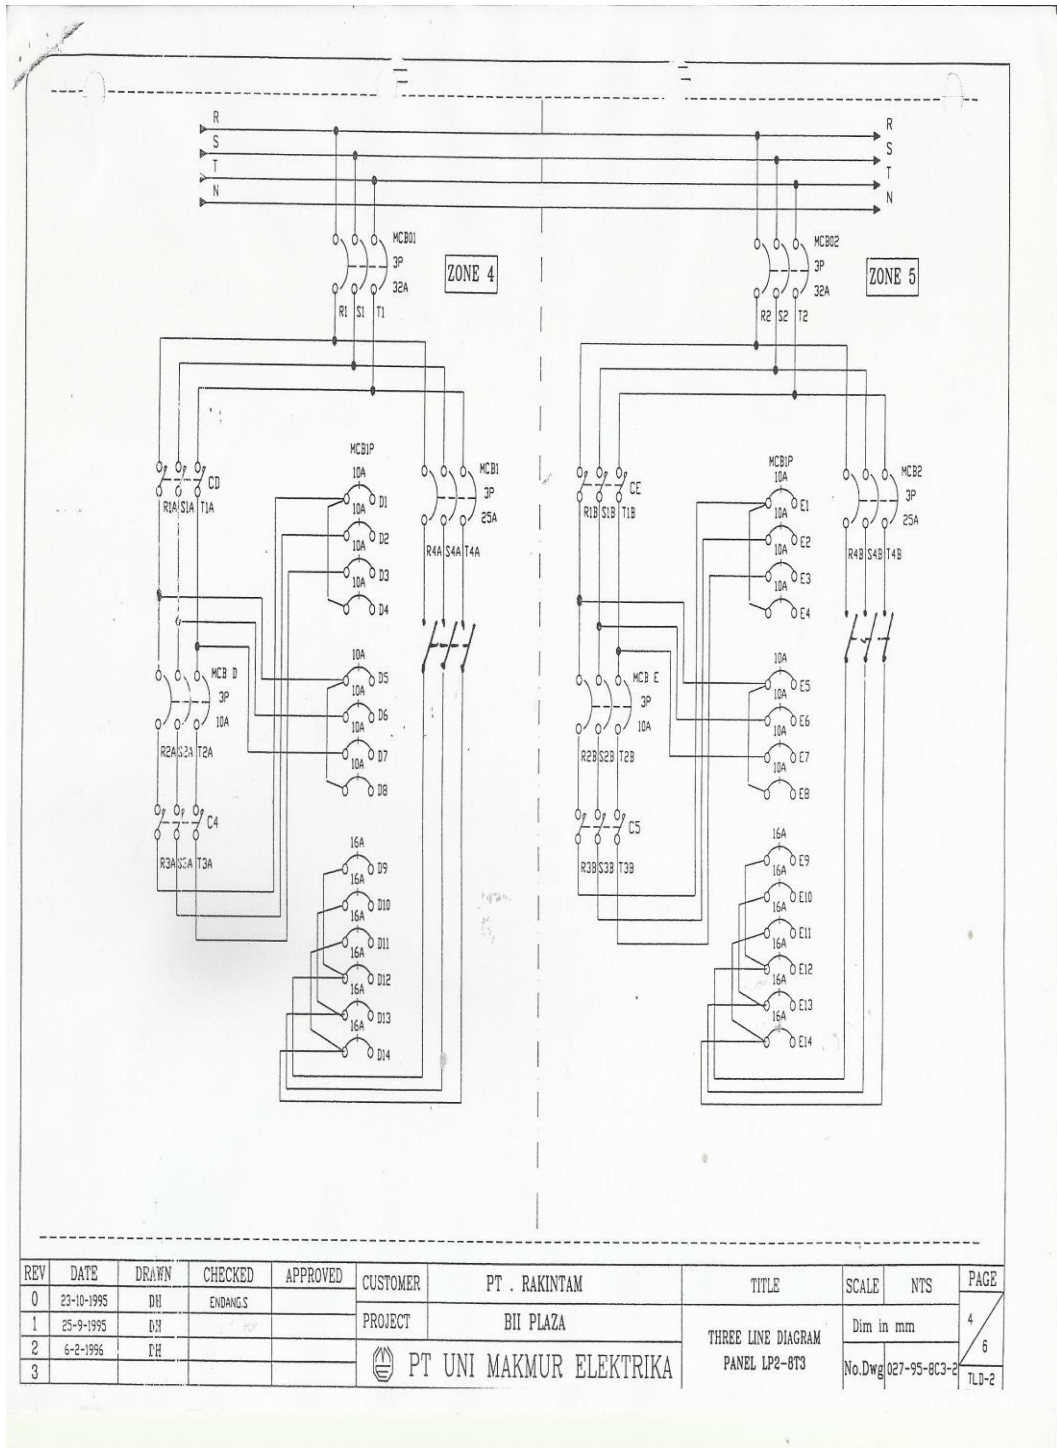 R
S
T
N
R
S
T
N
MCB01
3P
32A
ZONE 4
R1 S1 T1
MCB02
3P
32A
ZONE 5
R2 S2 T2
CD
R1A S1A T1A
MCB1P
10A
D1
10A
D2
10A
D3
10A
D4
MCB1
3P
25A
R4A S4A T4A
MCB D
3P
10A
R2A S2A T2A
10A
D5
10A
D6
10A
D7
10A
D8
C4
R3A S3A T3A
16A
D9
16A
D10
16A
D11
16A
D12
16A
D13
16A
D14
CE
R1B S1B T1B
MCB1P
10A
E1
10A
E2
10A
E3
10A
E4
MCB2
3P
25A
R4B S4B T4B
MCB E
3P
10A
R2B S2B T2B
10A
E5
10A
E6
10A
E7
10A
E8
C5
R3B S3B T3B
16A
E9
16A
E10
16A
E11
16A
E12
16A
E13
16A
E14
REV DATE DRAWN CHECKED APPROVED
0 23-10-1995 DH ENDANG.S
1 25-9-1995 DH
2 6-2-1996 DH
3
CUSTOMER PT . RAKINTAM
PROJECT BII PLAZA
PT UNI MAKMUR ELEKTRIKA
TITLE
THREE LINE DIAGRAM
PANEL LP2-8T3
SCALE NTS
Dim in mm
No.Dwg 027-95-8C3-2
PAGE
4
6
TLD-2